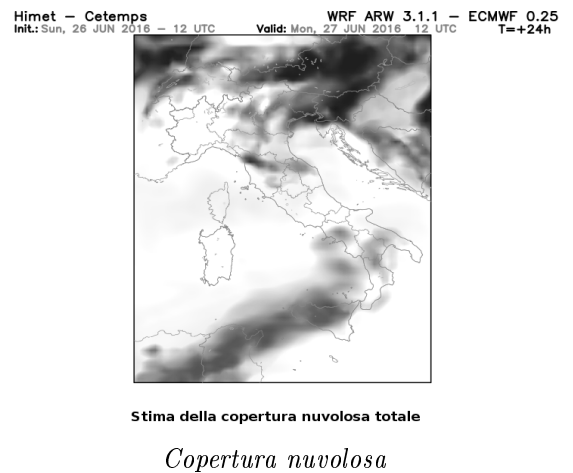 Himet – Cetemps WRF ARW 3.1.1 – ECMWF 0.25
Init.: Sun, 26 JUN 2016 – 12 UTC Valid: Mon, 27 JUN 2016 12 UTC T=+24h
Stima della copertura nuvolosa totale
Copertura nuvolosa